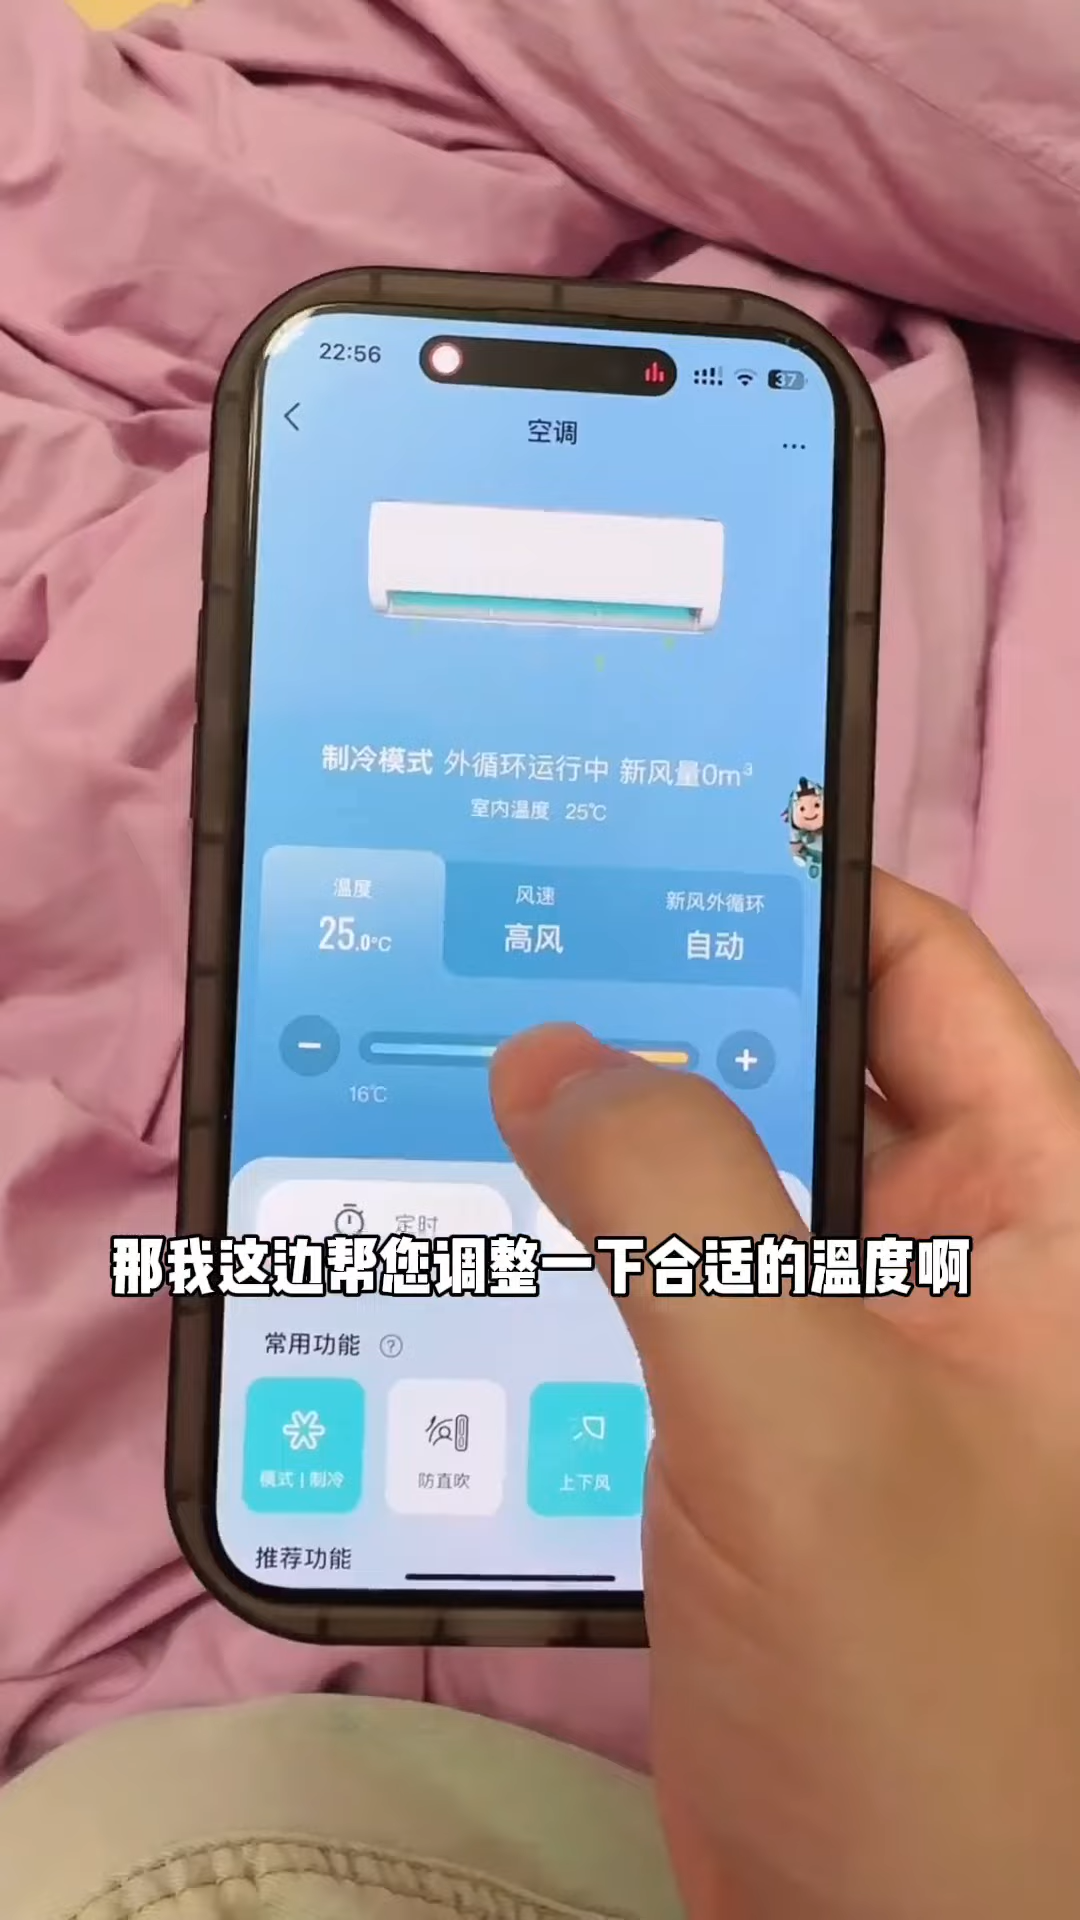 22:56
37
空调
制冷模式 外循环运行中 新风量0m³
室内温度 25℃
温度
25.0℃
风速
高风
新风外循环
自动
−
+
16℃
定时
那我这边帮您调整一下合适的溫度啊
常用功能 ?
模式 | 制冷
防直吹
上下风
推荐功能